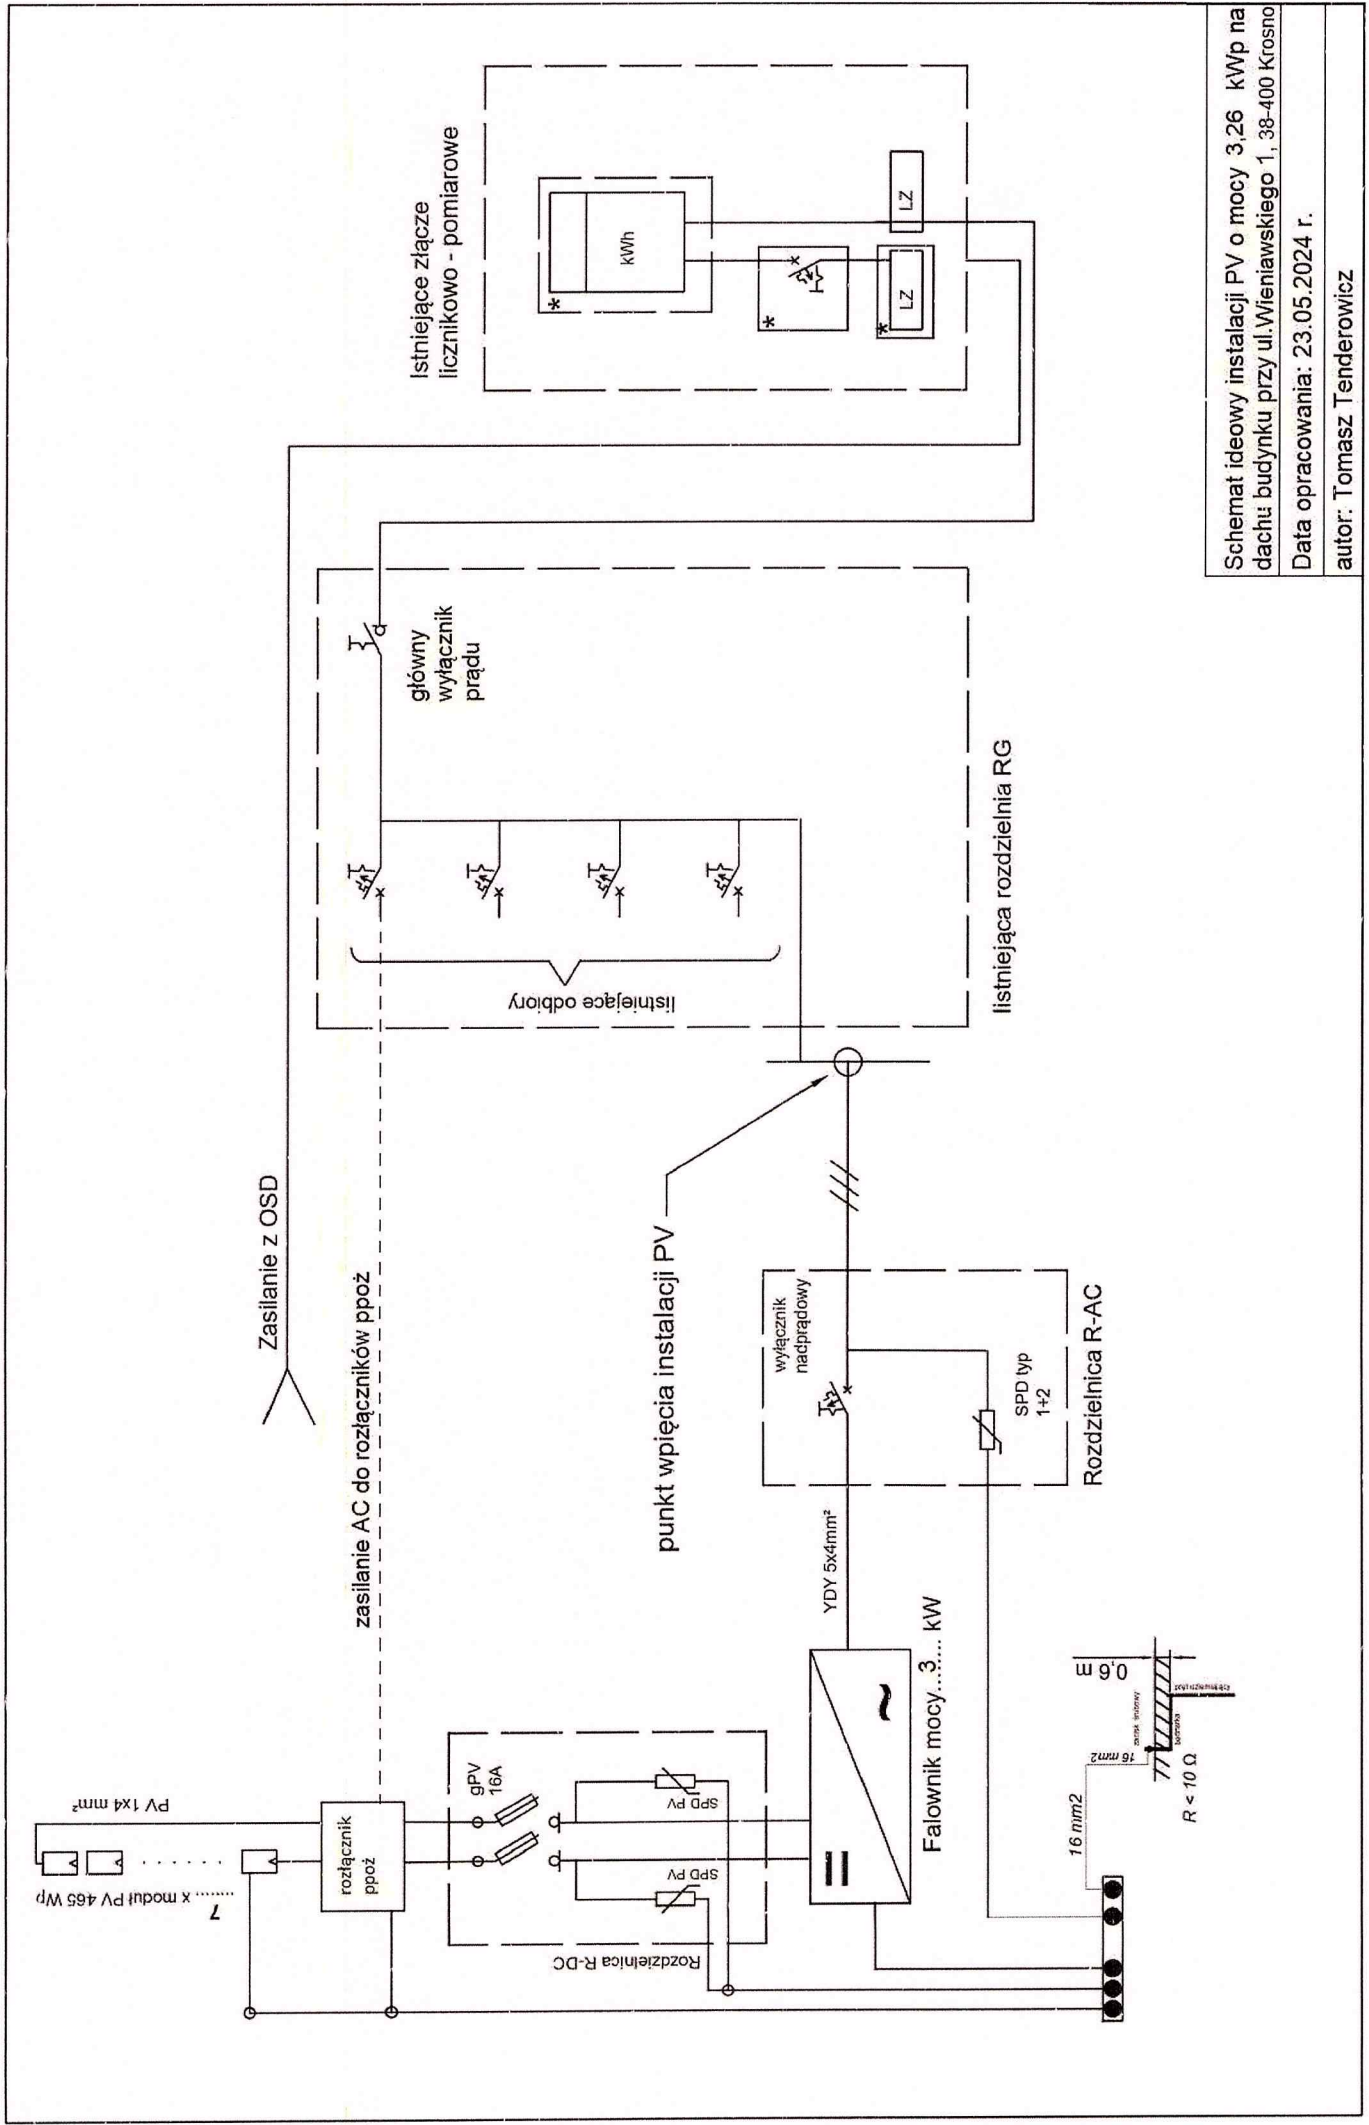 Schemat ideowy instalacji PV o mocy 3,26 kWp na
dachu budynku przy ul.Wieniawskiego 1, 38-400 Krosno
Data opracowania: 23.05.2024 r.
autor: Tomasz Tenderowicz
7
........ x moduł PV 465 Wp
PV 1x4 mm²
rozłącznik
ppoż
zasilanie AC do rozłączników ppoż
Zasilanie z OSD
gPV
16A
SPD PV
SPD PV
Rozdzielnica R-DC
Falownik mocy..3.... kW
YDY 5x4mm²
wyłącznik
nadprądowy
SPD typ
1+2
Rozdzielnica R-AC
punkt wpięcia instalacji PV
Iistniejące odbiory
główny
wyłącznik
prądu
Iistniejąca rozdzielnia RG
Istniejące złącze
licznikowo - pomiarowe
*
kWh
*
*
LZ
LZ
16 mm2
16 mm2
0,6 m
R < 10 Ω